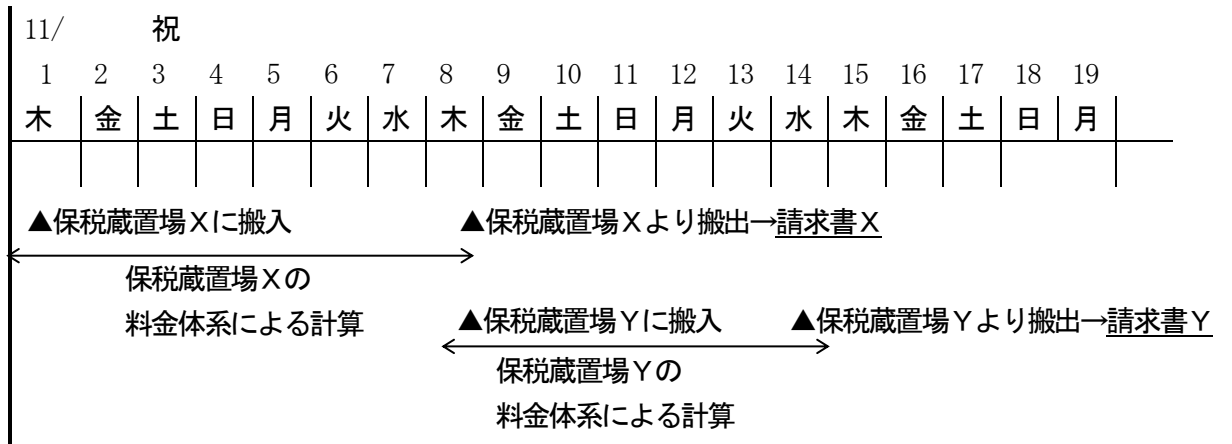 11/ 祝
1 2 3 4 5 6 7 8 9 10 11 12 13 14 15 16 17 18 19
木 金 土 日 月 火 水 木 金 土 日 月 火 水 木 金 土 日 月
▲保税蔵置場Xに搬入 ▲保税蔵置場Xより搬出→請求書X
保税蔵置場Xの
料金体系による計算 ▲保税蔵置場Yに搬入 ▲保税蔵置場Yより搬出→請求書Y
保税蔵置場Yの
料金体系による計算